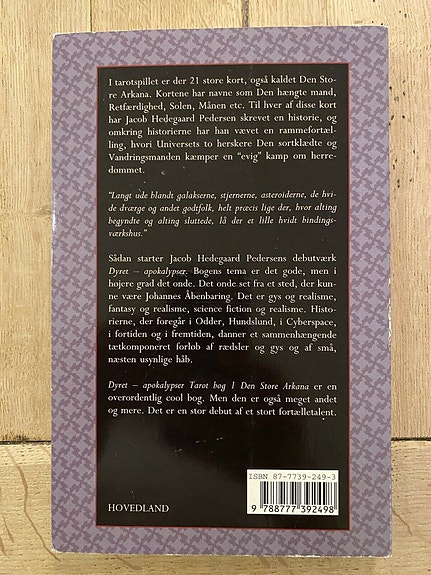 I tarotspillet er der 21 store kort, også kaldet Den Sto-
re Arkana. Kortene har navne som Den hængte mand,
Retfærdighed, Solen, Månen etc. Til hver af disse kort
har Jacob Hedegaard Pedersen skrevet en historie, og
omkring historierne har han vævet en rammefortæl-
ling, hvori Universets to herskere Den sortklædte og
Vandringsmanden kæmper en "evig" kamp om herre-
dømmet.
"Langt ude blandt galakserne, stjernerne, asteroiderne, de hvi-
de dværge og andet godtfolk, helt præcis lige der, hvor alting
begyndte og alting sluttede, lå der et lille hvidt bindings-
værkshus."
Sådan starter Jacob Hedegaard Pedersens debutværk
Dyret – apokalypser. Bogens tema er det gode, men i
højere grad det onde. Det onde set fra et sted, der kun-
ne være Johannes Åbenbaring. Det er gys og realisme,
fantasy og realisme, science fiction og realisme. Histo-
rierne, der foregår i Odder, Hundslund, i Cyberspace,
i fortiden og i fremtiden, danner et sammenhængende
tætkomponeret forløb af rædsler og gys og af små,
næsten usynlige håb.
Dyret – apokalypser Tarot bog 1 Den Store Arkana er en
overordentlig cool bog. Men den er også meget andet
og mere. Det er en stor debut af et stort fortælletalent.
ISBN 87-7739-249-3
9 788777 392498
HOVEDLAND